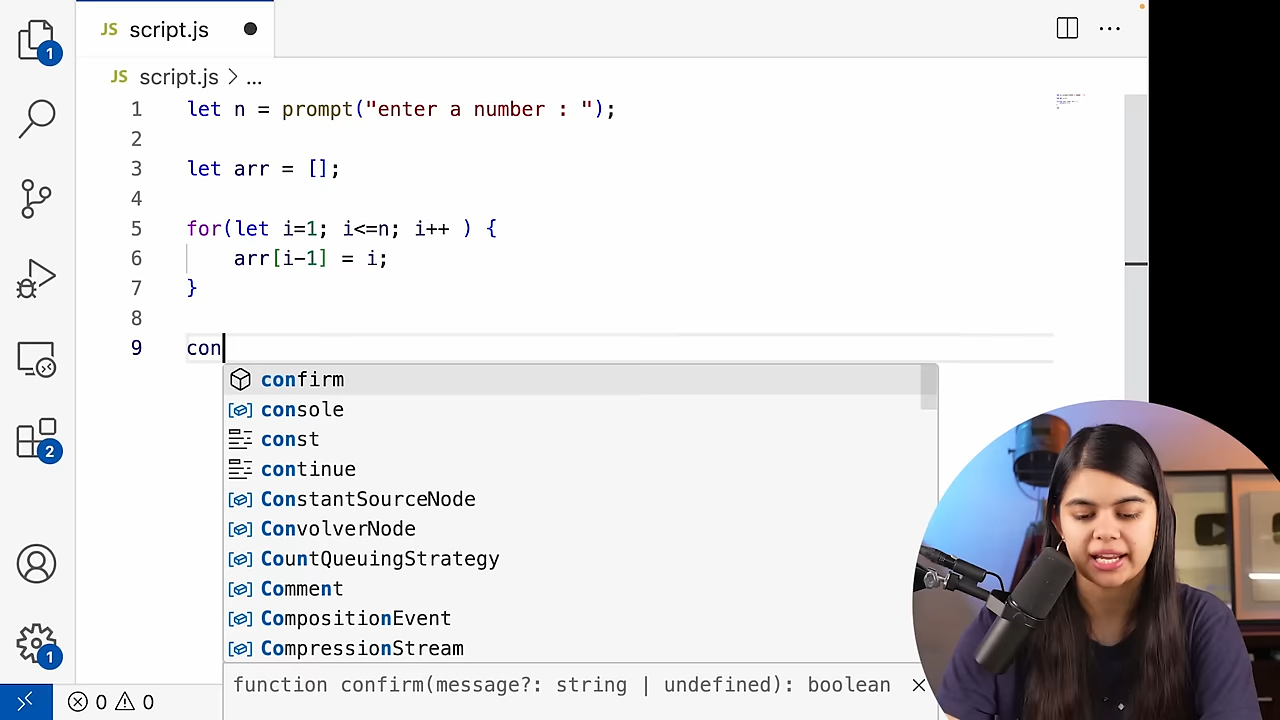 1
JS script.js
JS script.js > ...
1 let n = prompt("enter a number : ");
2
3 let arr = [];
4
5 for(let i=1; i<=n; i++ ) {
6 arr[i-1] = i;
7 }
8
9 con
confirm
console
const
continue
ConstantSourceNode
ConvolverNode
CountQueuingStrategy
Comment
CompositionEvent
CompressionStream
function confirm(message?: string | undefined): boolean
2
1
0 0